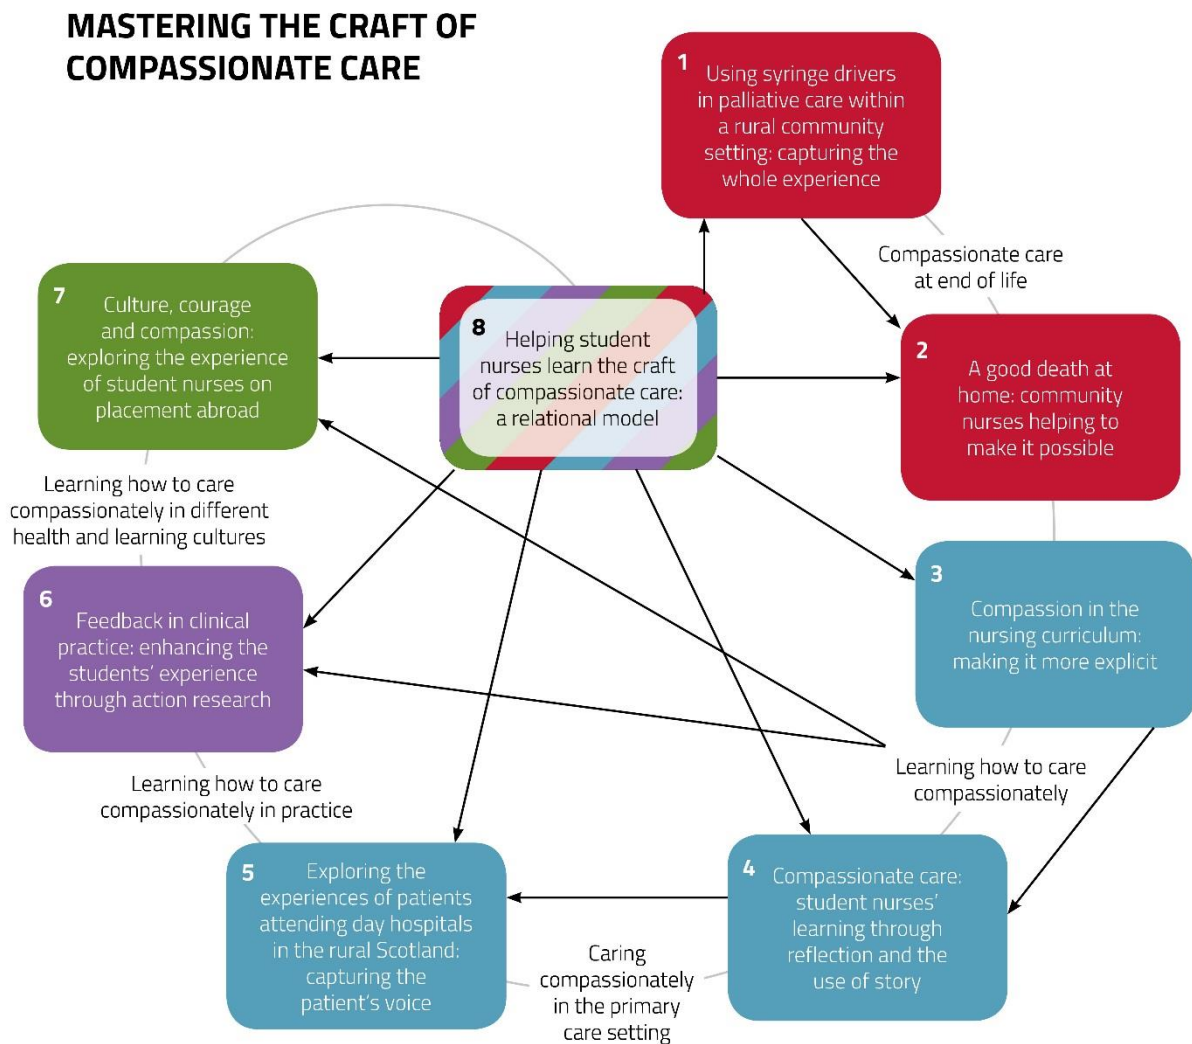 MASTERING THE CRAFT OF
COMPASSIONATE CARE
1
Using syringe drivers
in palliative care within
a rural community
setting: capturing the
whole experience
Compassionate care
at end of life
2
A good death at
home: community
nurses helping to
make it possible
3
Compassion in the
nursing curriculum:
making it more explicit
Learning how to care
compassionately
4
Compassionate care:
student nurses’
learning through
reflection and the
use of story
Caring
compassionately
in the primary
care setting
5
Exploring the
experiences of patients
attending day hospitals
in the rural Scotland:
capturing the
patient’s voice
Learning how to care
compassionately in practice
6
Feedback in clinical
practice: enhancing the
students’ experience
through action research
Learning how to care
compassionately in different
health and learning cultures
7
Culture, courage
and compassion:
exploring the experience
of student nurses on
placement abroad
8
Helping student
nurses learn the craft
of compassionate care:
a relational model